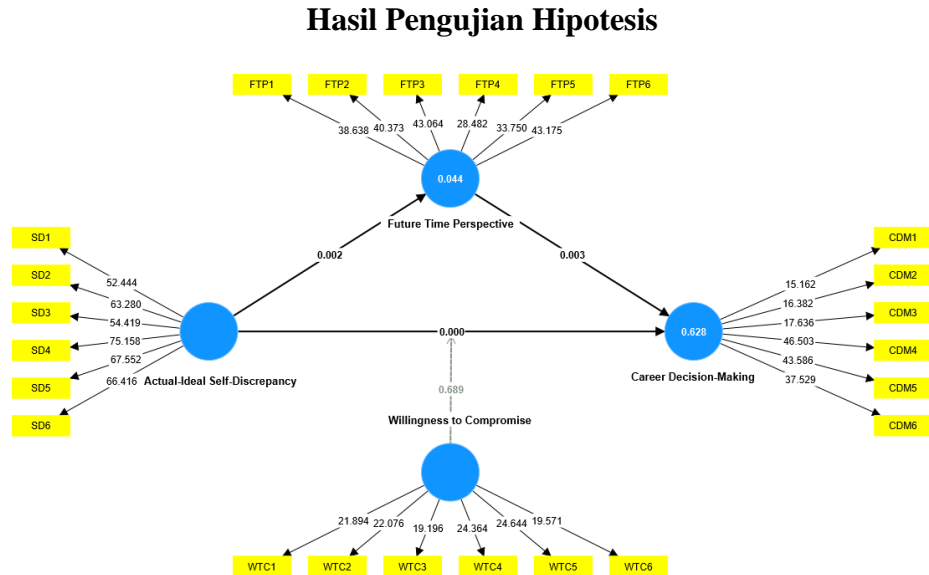 Hasil Pengujian Hipotesis
FTP1 FTP2 FTP3 FTP4 FTP5 FTP6
38.638 40.373 43.064 28.482 33.750 43.175
0.044
Future Time Perspective
0.002 0.003
SD1
SD2
SD3
SD4
SD5
SD6
52.444
63.280
54.419
75.158
67.552
66.416
Actual-Ideal Self-Discrepancy
0.000
0.628
Career Decision-Making
15.162
16.382
17.636
46.503
43.586
37.529
CDM1
CDM2
CDM3
CDM4
CDM5
CDM6
0.689
Willingness to Compromise
21.894 22.076 19.196 24.364 24.644 19.571
WTC1 WTC2 WTC3 WTC4 WTC5 WTC6